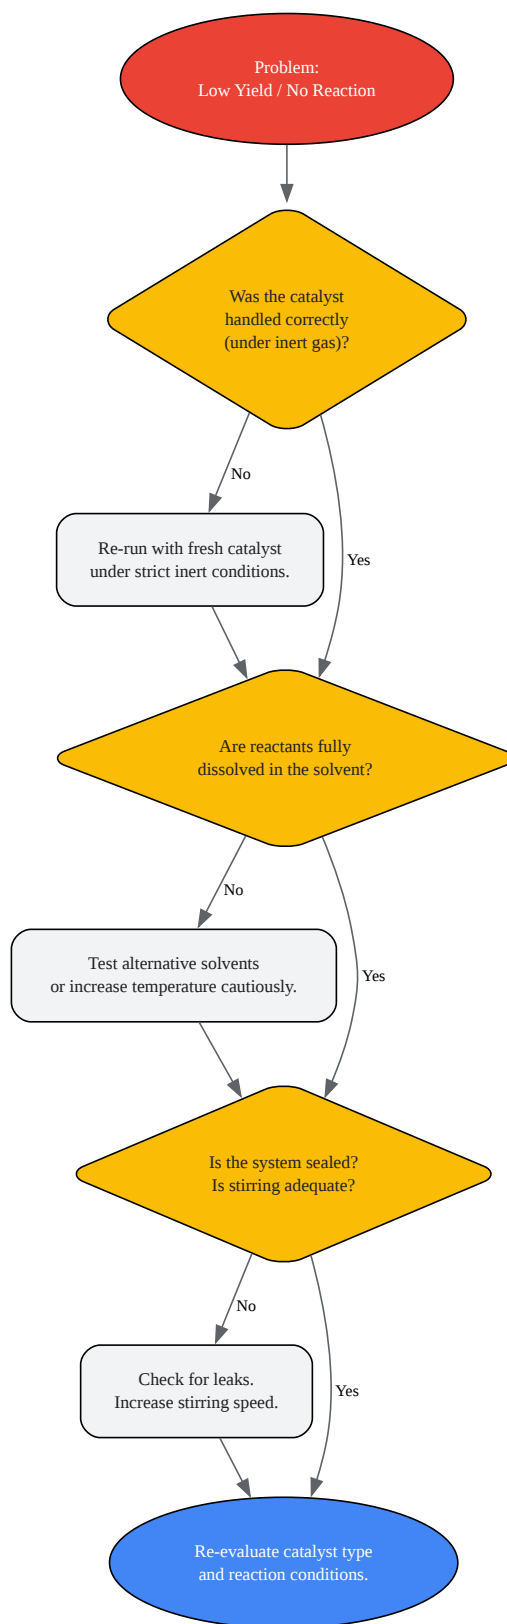 Problem:
Low Yield / No Reaction
Was the catalyst
handled correctly
(under inert gas)?
No
Re-run with fresh catalyst
under strict inert conditions.
Yes
Are reactants fully
dissolved in the solvent?
No
Test alternative solvents
or increase temperature cautiously.
Yes
Is the system sealed?
Is stirring adequate?
No
Check for leaks.
Increase stirring speed.
Yes
Re-evaluate catalyst type
and reaction conditions.